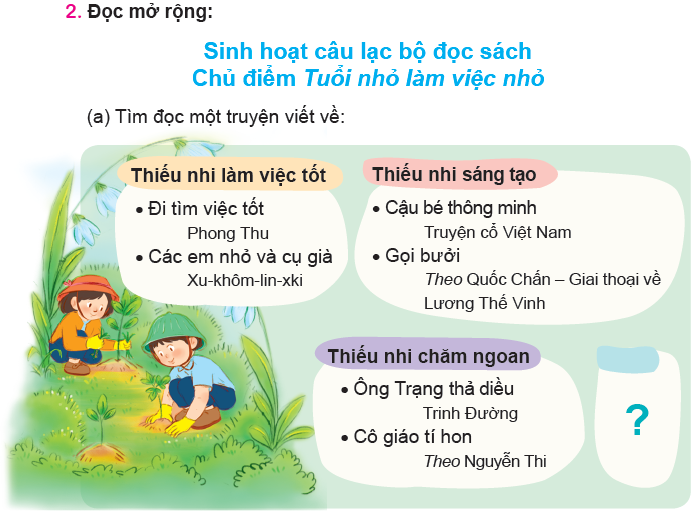 2. Đọc mở rộng:
Sinh hoạt câu lạc bộ đọc sách
Chủ điểm Tuổi nhỏ làm việc nhỏ
(a) Tìm đọc một truyện viết về:
Thiếu nhi làm việc tốt
• Đi tìm việc tốt
Phong Thu
• Các em nhỏ và cụ già
Xu-khôm-lin-xki
Thiếu nhi sáng tạo
• Cậu bé thông minh
Truyện cổ Việt Nam
• Gọi bưởi
Theo Quốc Chấn – Giai thoại về
Lương Thế Vinh
Thiếu nhi chăm ngoan
• Ông Trạng thả diều
Trinh Đường
• Cô giáo tí hon
Theo Nguyễn Thi
?